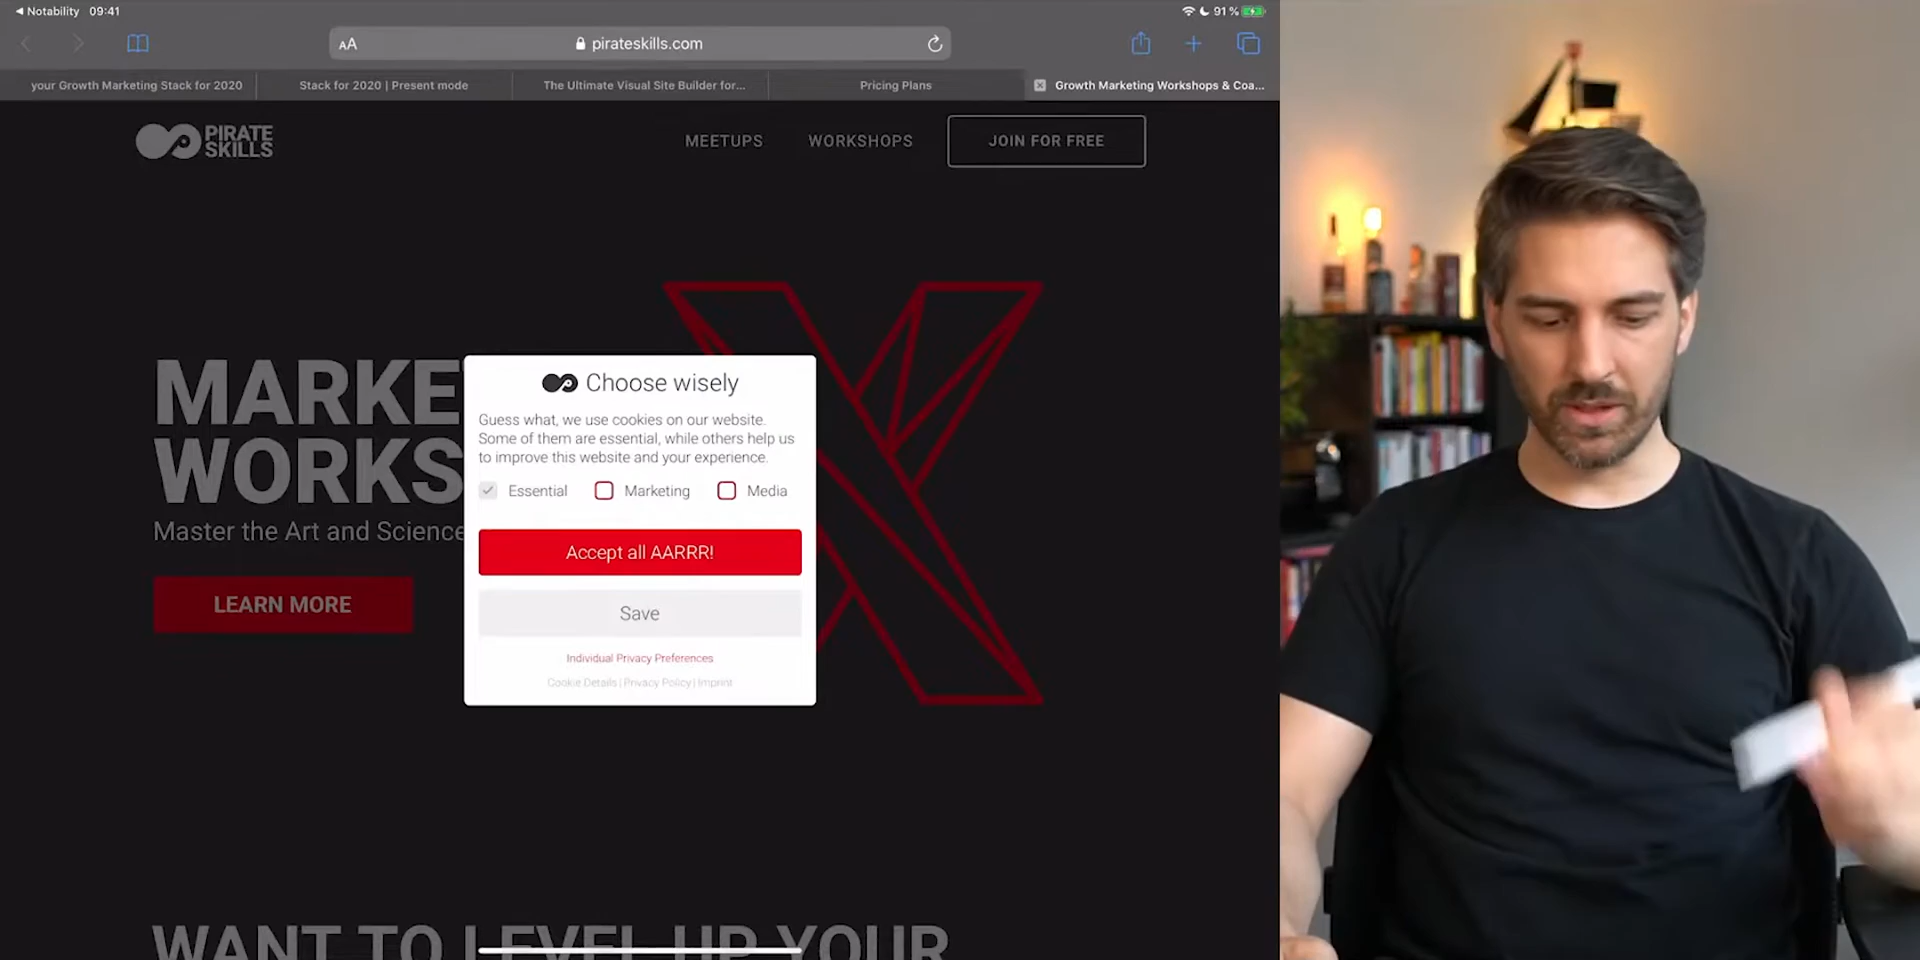 Notability 09:41
91 %
AA
pirateskills.com
your Growth Marketing Stack for 2020
Stack for 2020 | Present mode
The Ultimate Visual Site Builder for...
Pricing Plans
Growth Marketing Workshops & Coa...
PIRATE
SKILLS
MEETUPS
WORKSHOPS
JOIN FOR FREE
MARKE
WORKS
Master the Art and Science
LEARN MORE
Choose wisely
Guess what, we use cookies on our website.
Some of them are essential, while others help us
to improve this website and your experience.
Essential
Marketing
Media
Accept all AARRR!
Save
Individual Privacy Preferences
Cookie Details | Privacy Policy | Imprint
WANT TO LEVEL UP YOUR